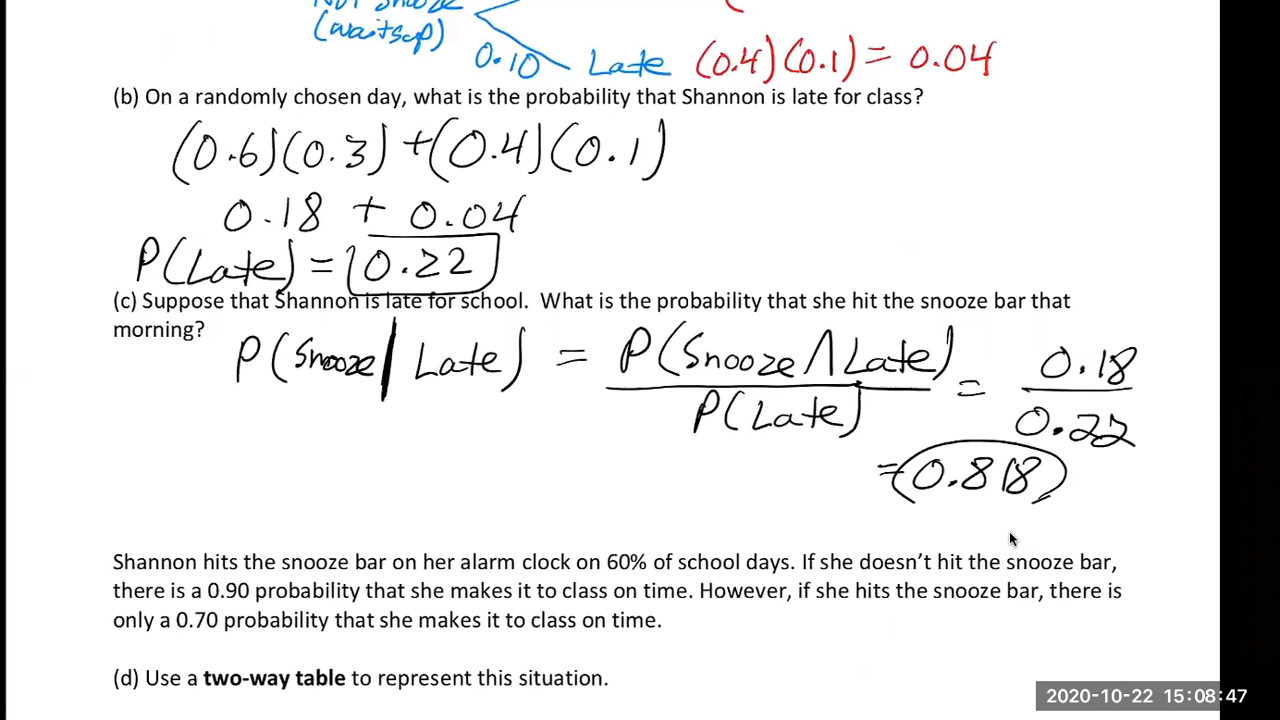 (waitsup)
0.10 Late (0.4)(0.1) = 0.04
(b) On a randomly chosen day, what is the probability that Shannon is late for class?
(0.6)(0.3) + (0.4)(0.1)
0.18 + 0.04
P(Late) = 0.22
(c) Suppose that Shannon is late for school. What is the probability that she hit the snooze bar that
morning?
P(Snooze | Late) = P(Snooze ∧ Late) / P(Late) = 0.18 / 0.22
= 0.818
Shannon hits the snooze bar on her alarm clock on 60% of school days. If she doesn’t hit the snooze bar,
there is a 0.90 probability that she makes it to class on time. However, if she hits the snooze bar, there is
only a 0.70 probability that she makes it to class on time.
(d) Use a two-way table to represent this situation.
2020-10-22 15:08:47